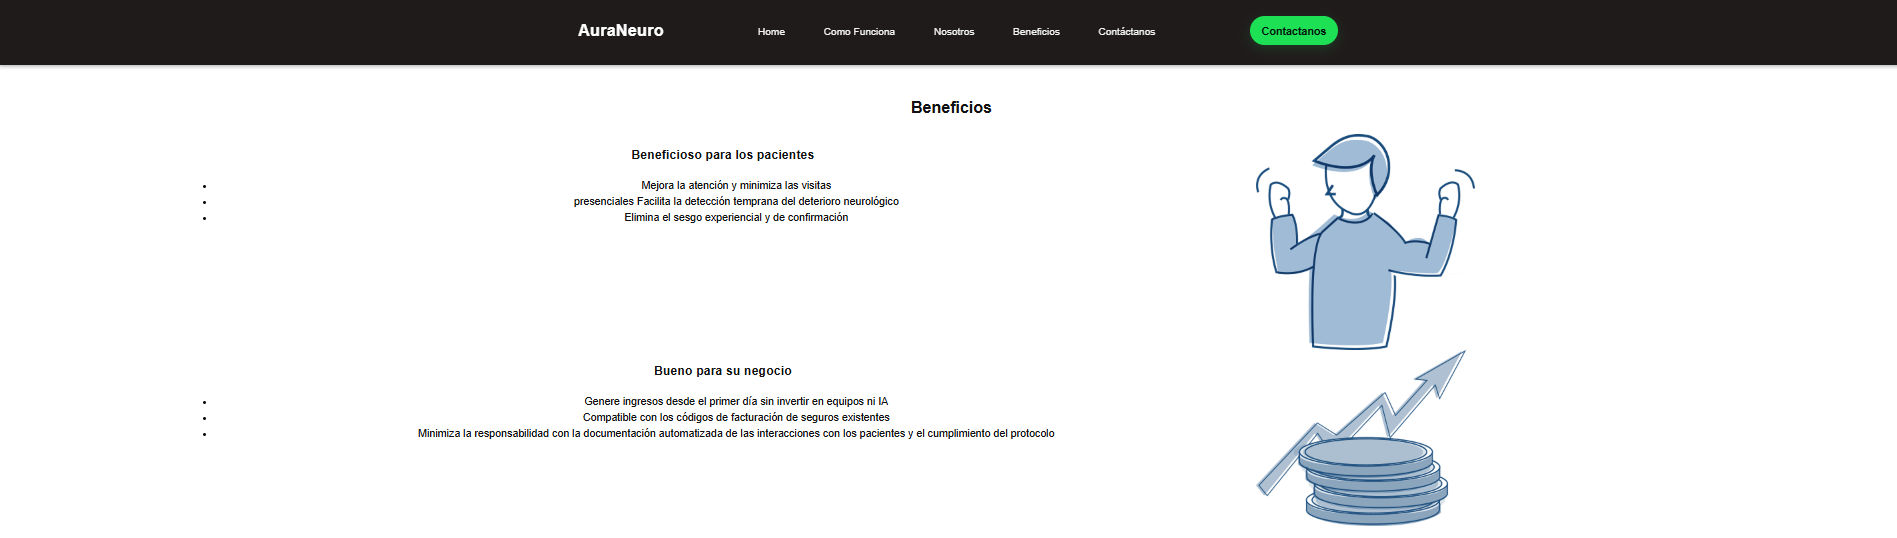 AuraNeuro Home Como Funciona Nosotros Beneficios Contáctanos Contactanos
Beneficios
Beneficioso para los pacientes
• Mejora la atención y minimiza las visitas
• presenciales Facilita la detección temprana del deterioro neurológico
• Elimina el sesgo experiencial y de confirmación
Bueno para su negocio
• Genere ingresos desde el primer día sin invertir en equipos ni IA
• Compatible con los códigos de facturación de seguros existentes
• Minimiza la responsabilidad con la documentación automatizada de las interacciones con los pacientes y el cumplimiento del protocolo